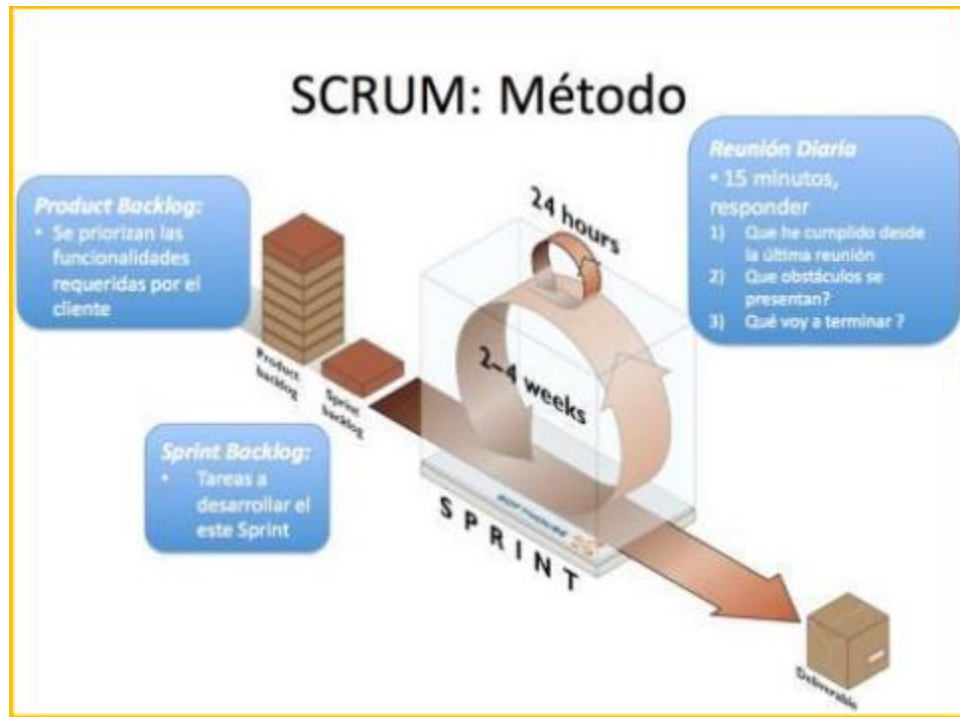 SCRUM: Método
Product Backlog:
• Se priorizan las
funcionalidades
requeridas por el
cliente
Reunión Diaria
• 15 minutos,
responder
1) Que he cumplido desde
la última reunión
2) Que obstáculos se
presentan?
3) Qué voy a terminar ?
24 hours
2–4 weeks
Product
backlog
Sprint
backlog
Sprint Backlog:
• Tareas a
desarrollar el
este Sprint
SOFTHOUSE
SPRINT
Deliverable